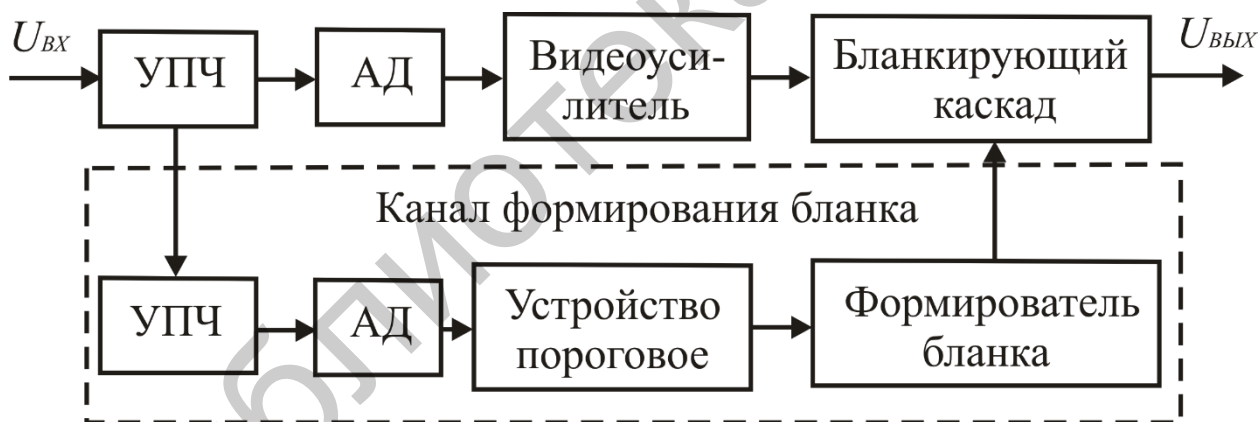 U_ВХ
УПЧ
АД
Видеоуси-
литель
Бланкирующий
каскад
U_ВЫХ
Канал формирования бланка
УПЧ
АД
Устройство
пороговое
Формирователь
бланка